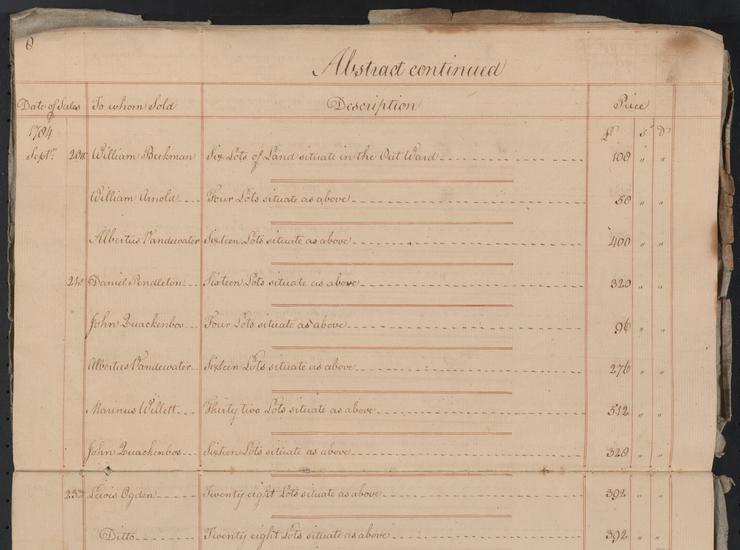 Abstract continued
Date of Sales To whom Sold Description Price
1784 £ s d
Septr. 20th William Beekman Six Lots of Land situate in the Out Ward 100 " "
William Arnold Four Lots situate as above 50 " "
Albertus Vandewater Sixteen Lots situate as above 400 " "
21st Daniel Pendleton Sixteen Lots situate as above 320 " "
John Quackenbos Four Lots situate as above 96 " "
Albertus Vandewater Sixteen Lots situate as above 276 " "
Marinus Willett Thirty two Lots situate as above 512 " "
John Quackenbos Sixteen Lots situate as above 320 " "
23d Lewis Ogden Twenty eight Lots situate as above 392 " "
Ditto Twenty eight Lots situate as above 392 " "